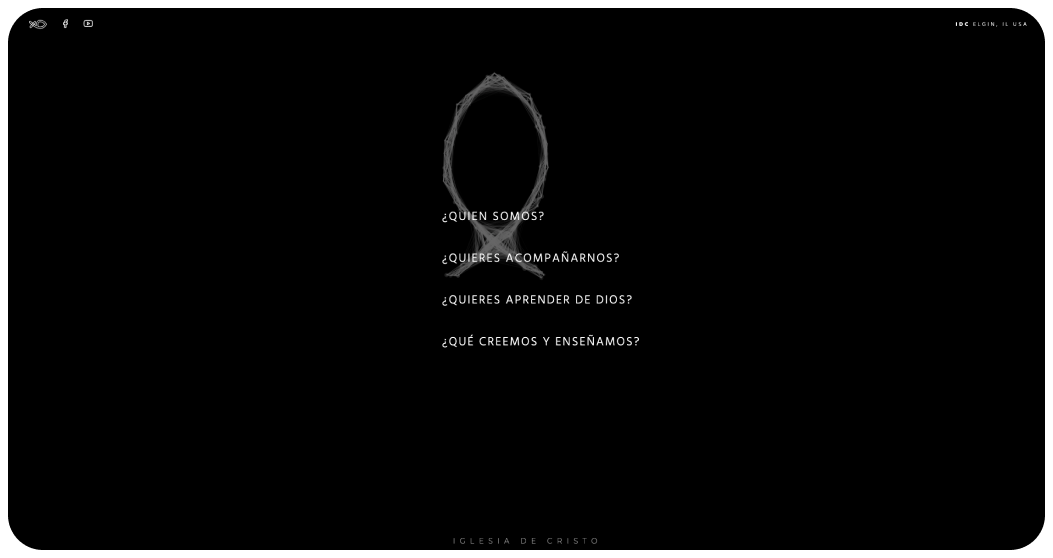 IDC ELGIN, IL USA
¿QUIEN SOMOS?
¿QUIERES ACOMPAÑARNOS?
¿QUIERES APRENDER DE DIOS?
¿QUÉ CREEMOS Y ENSEÑAMOS?
IGLESIA DE CRISTO